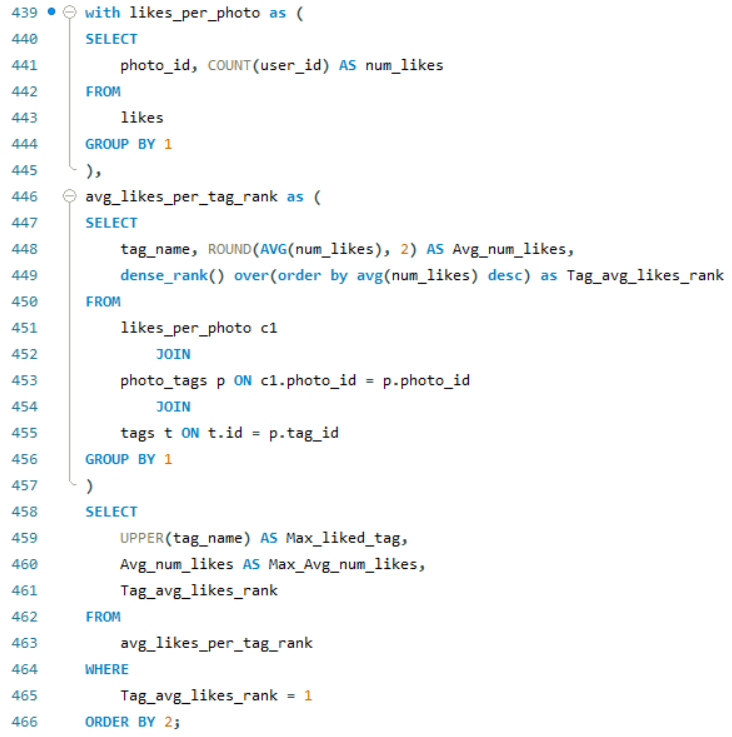 439 with likes_per_photo as (
440 SELECT
441 photo_id, COUNT(user_id) AS num_likes
442 FROM
443 likes
444 GROUP BY 1
445 ),
446 avg_likes_per_tag_rank as (
447 SELECT
448 tag_name, ROUND(AVG(num_likes), 2) AS Avg_num_likes,
449 dense_rank() over(order by avg(num_likes) desc) as Tag_avg_likes_rank
450 FROM
451 likes_per_photo c1
452 JOIN
453 photo_tags p ON c1.photo_id = p.photo_id
454 JOIN
455 tags t ON t.id = p.tag_id
456 GROUP BY 1
457 )
458 SELECT
459 UPPER(tag_name) AS Max_liked_tag,
460 Avg_num_likes AS Max_Avg_num_likes,
461 Tag_avg_likes_rank
462 FROM
463 avg_likes_per_tag_rank
464 WHERE
465 Tag_avg_likes_rank = 1
466 ORDER BY 2;